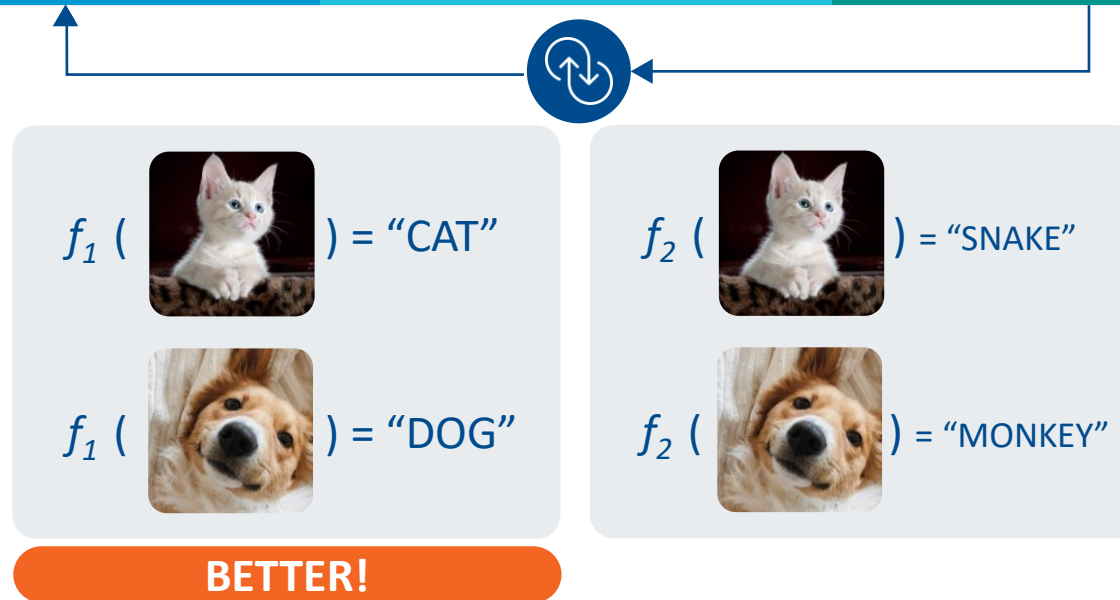 f1 ( ) = “CAT”
f1 ( ) = “DOG”
BETTER!
f2 ( ) = “SNAKE”
f2 ( ) = “MONKEY”